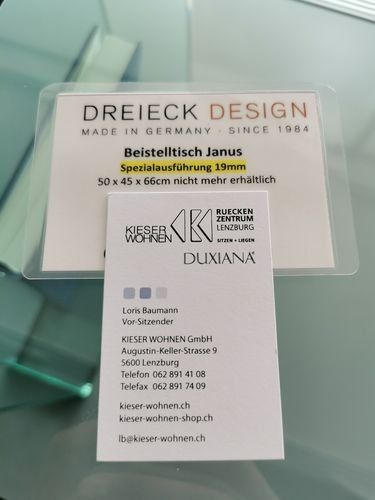 DREIECK DESIGN
MADE IN GERMANY · SINCE 1984
Beistelltisch Janus
Spezialausführung 19mm
50 x 45 x 66cm nicht mehr erhältlich
KIESER
WOHNEN
RUECKEN
ZENTRUM
LENZBURG
SITZEN + LIEGEN
DUXIANA
Loris Baumann
Vor-Sitzender
KIESER WOHNEN GmbH
Augustin-Keller-Strasse 9
5600 Lenzburg
Telefon 062 891 41 08
Telefax 062 891 74 09
kieser-wohnen.ch
kieser-wohnen-shop.ch
lb@kieser-wohnen.ch